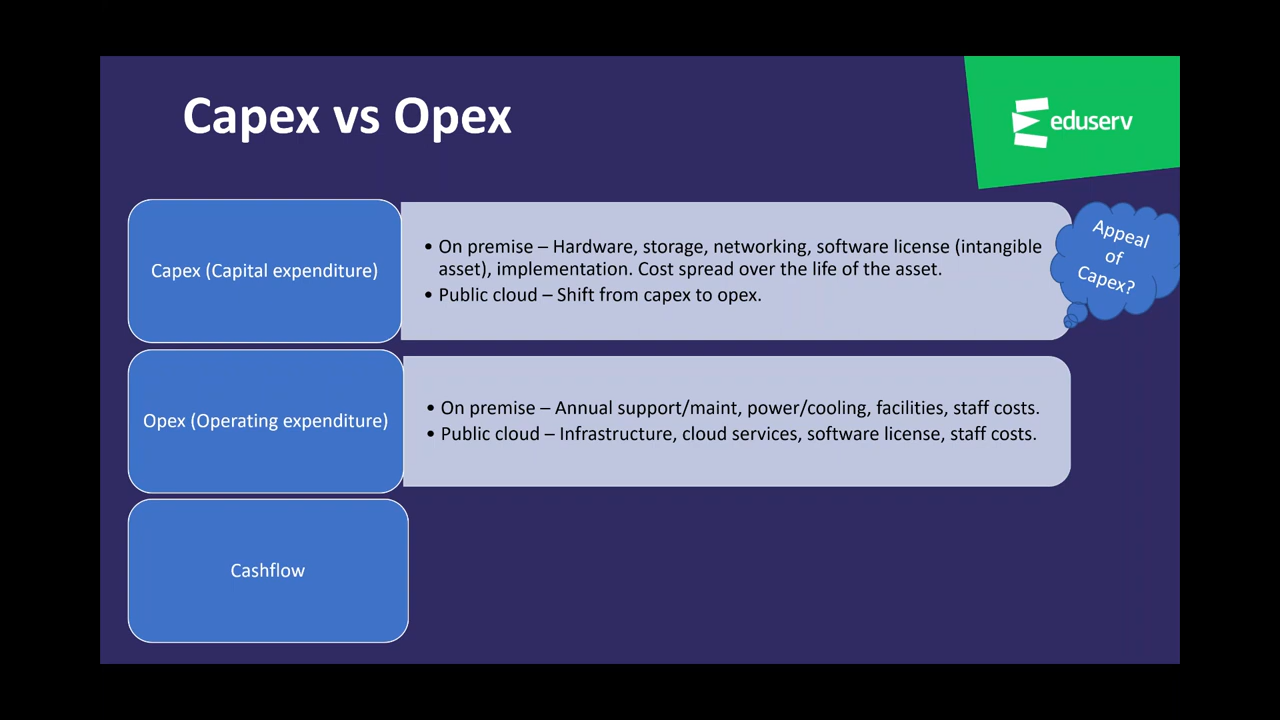 Capex vs Opex
eduserv
Capex (Capital expenditure)
• On premise – Hardware, storage, networking, software license (intangible
asset), implementation. Cost spread over the life of the asset.
• Public cloud – Shift from capex to opex.
Appeal
of
Capex?
Opex (Operating expenditure)
• On premise – Annual support/maint, power/cooling, facilities, staff costs.
• Public cloud – Infrastructure, cloud services, software license, staff costs.
Cashflow